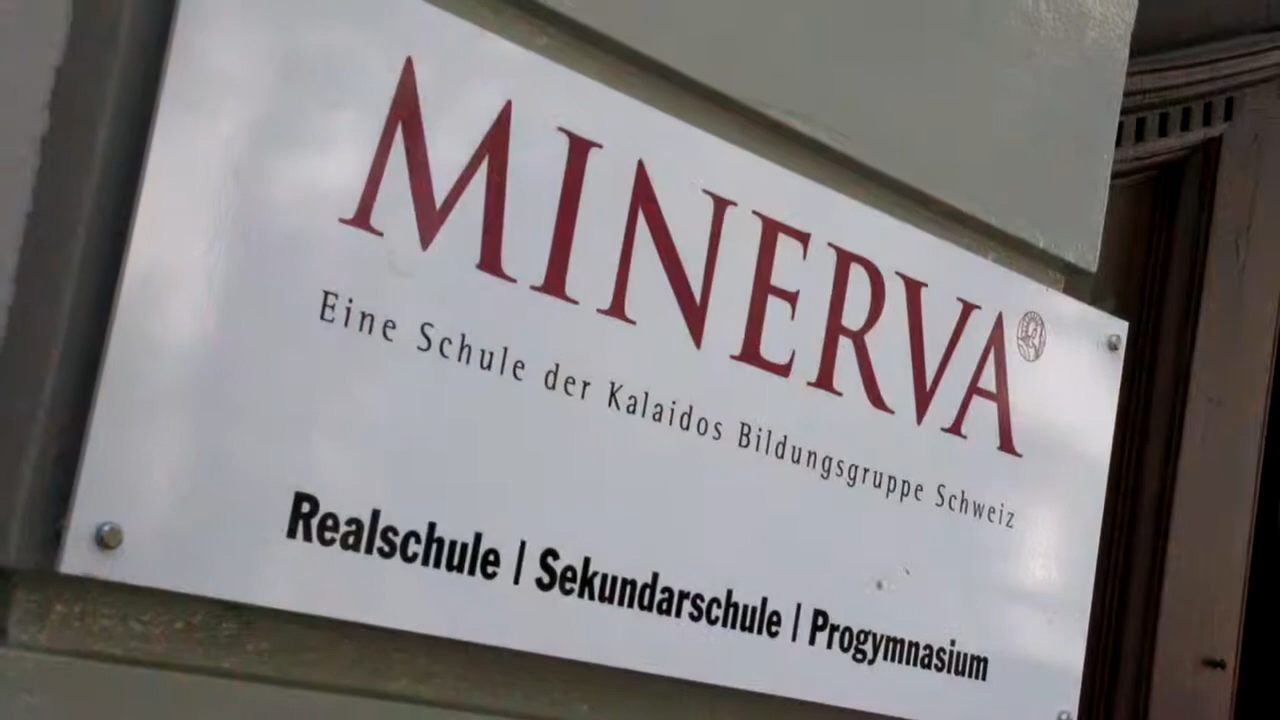 MINERVA
Eine Schule der Kalaidos Bildungsgruppe Schweiz
Realschule | Sekundarschule | Progymnasium